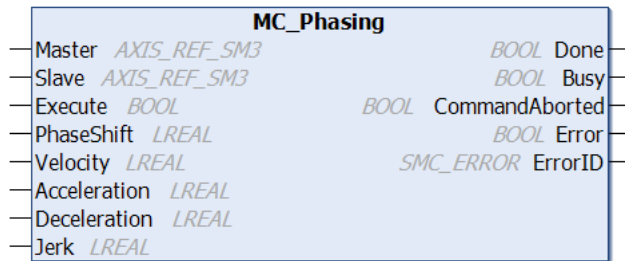 MC_Phasing
Master AXIS_REF_SM3 BOOL Done
Slave AXIS_REF_SM3 BOOL Busy
Execute BOOL BOOL CommandAborted
PhaseShift LREAL BOOL Error
Velocity LREAL SMC_ERROR ErrorID
Acceleration LREAL
Deceleration LREAL
Jerk LREAL